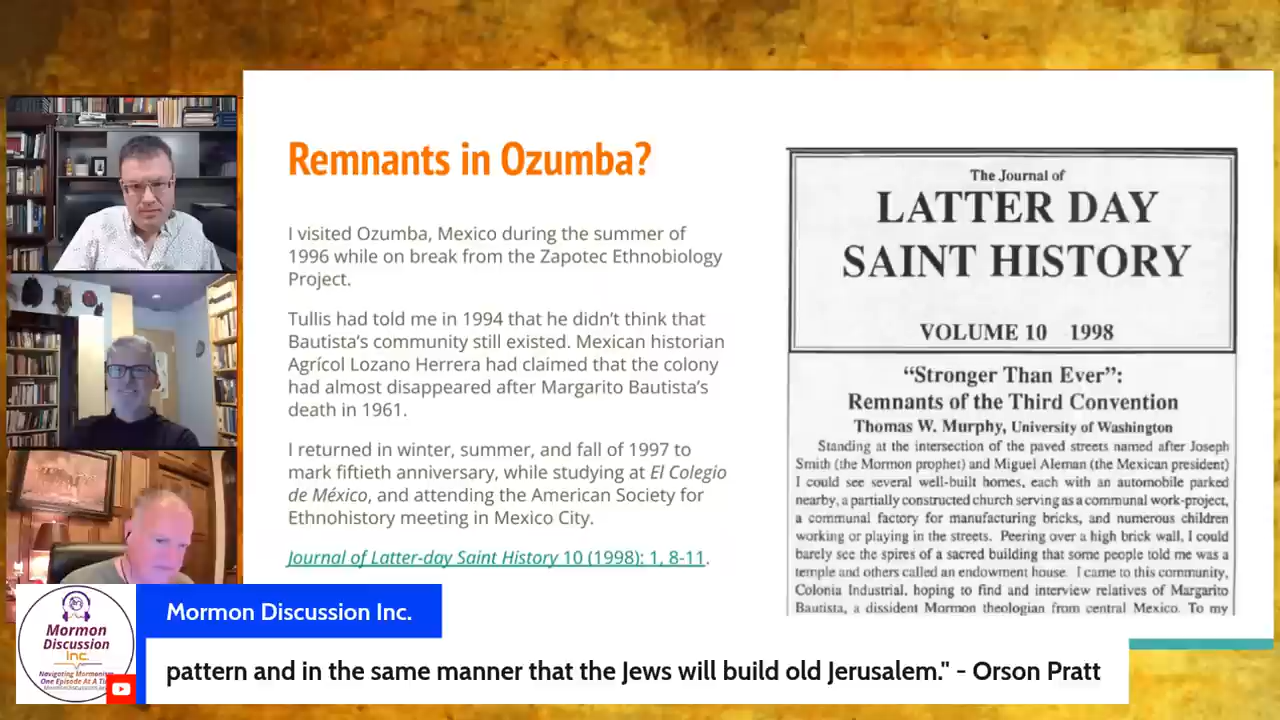 Remnants in Ozumba?
I visited Ozumba, Mexico during the summer of
1996 while on break from the Zapotec Ethnobiology
Project.
Tullis had told me in 1994 that he didn't think that
Bautista's community still existed. Mexican historian
Agrícol Lozano Herrera had claimed that the colony
had almost disappeared after Margarito Bautista's
death in 1961.
I returned in winter, summer, and fall of 1997 to
mark fiftieth anniversary, while studying at El Colegio
de México, and attending the American Society for
Ethnohistory meeting in Mexico City.
Journal of Latter-day Saint History 10 (1998): 1, 8-11.
The Journal of
LATTER DAY
SAINT HISTORY
VOLUME 10 1998
“Stronger Than Ever”:
Remnants of the Third Convention
Thomas W. Murphy, University of Washington
Standing at the intersection of the paved streets named after Joseph
Smith (the Mormon prophet) and Miguel Aleman (the Mexican president)
I could see several well-built homes, each with an automobile parked
nearby, a partially constructed church serving as a communal work-project,
a communal factory for manufacturing bricks, and numerous children
working or playing in the streets. Peering over a high brick wall, I could
barely see the spires of a sacred building that some people told me was a
temple and others called an endowment house. I came to this community,
Colonia Industrial, hoping to find and interview relatives of Margarito
Bautista, a dissident Mormon theologian from central Mexico. To my
Mormon
Discussion
Inc.
Navigating Mormonism
One Episode At A Time
Mormon Discussion Inc.
pattern and in the same manner that the Jews will build old Jerusalem." - Orson Pratt